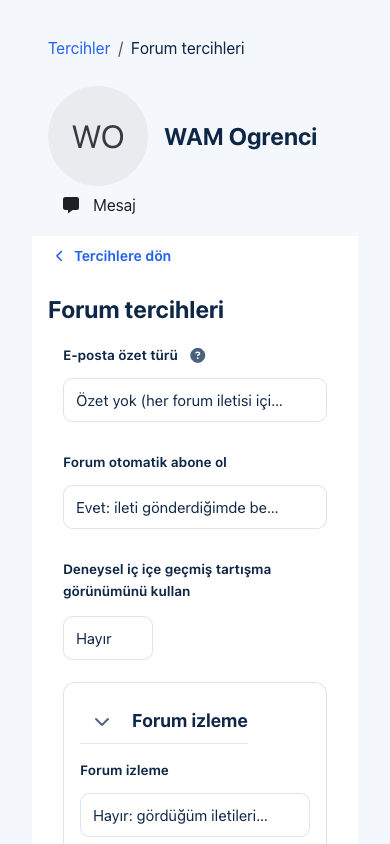 Tercihler / Forum tercihleri
WO
WAM Ogrenci
Mesaj
Tercihlere dön
Forum tercihleri
E-posta özet türü ?
Özet yok (her forum iletisi içi...
Forum otomatik abone ol
Evet: ileti gönderdiğimde be...
Deneysel iç içe geçmiş tartışma
görünümünü kullan
Hayır
Forum izleme
Forum izleme
Hayır: gördüğüm iletileri...